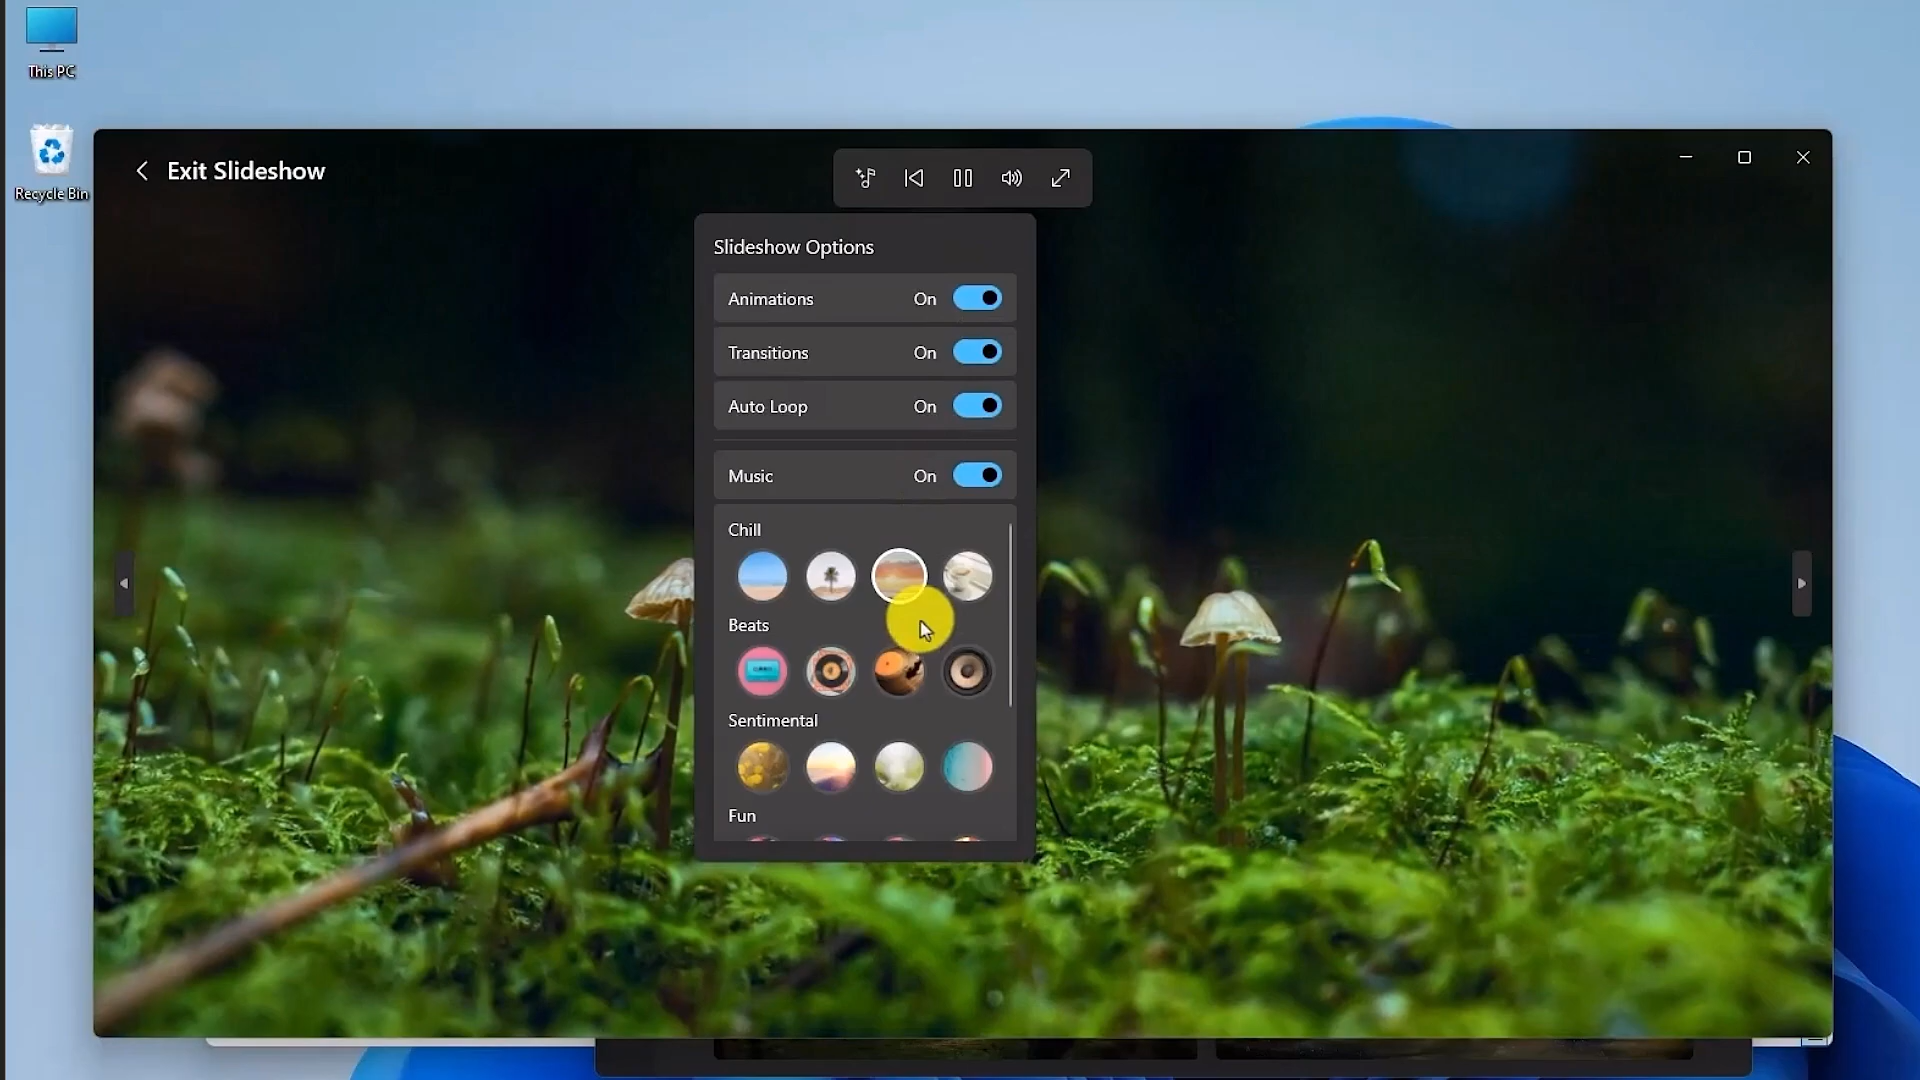 This PC
Recycle Bin
Exit Slideshow
Slideshow Options
Animations On
Transitions On
Auto Loop On
Music On
Chill
Beats
Sentimental
Fun